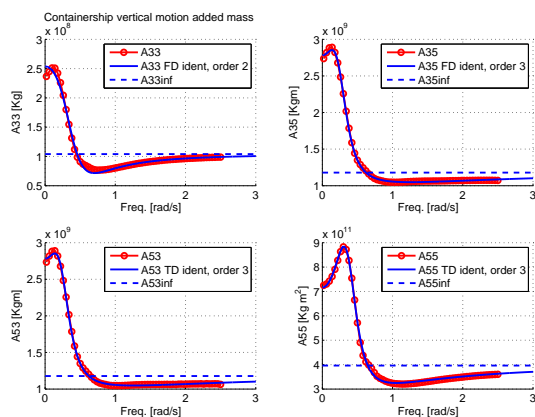 Containership vertical motion added mass
x 10^8
A33
A33 FD ident, order 2
A33inf
A33 [Kg]
3
2.5
2
1.5
1
0.5
0 1 2 3
Freq. [rad/s]
x 10^9
A35
A35 FD ident, order 3
A35inf
A35 [Kgm]
3
2.5
2
1.5
1
0 1 2 3
Freq. [rad/s]
x 10^9
A53
A53 TD ident, order 3
A53inf
A53 [Kgm]
3
2.5
2
1.5
1
0 1 2 3
Freq. [rad/s]
x 10^11
A55
A55 TD ident, order 3
A55inf
A55 [Kg m^2]
10
9
8
7
6
5
4
3
0 1 2 3
Freq. [rad/s]